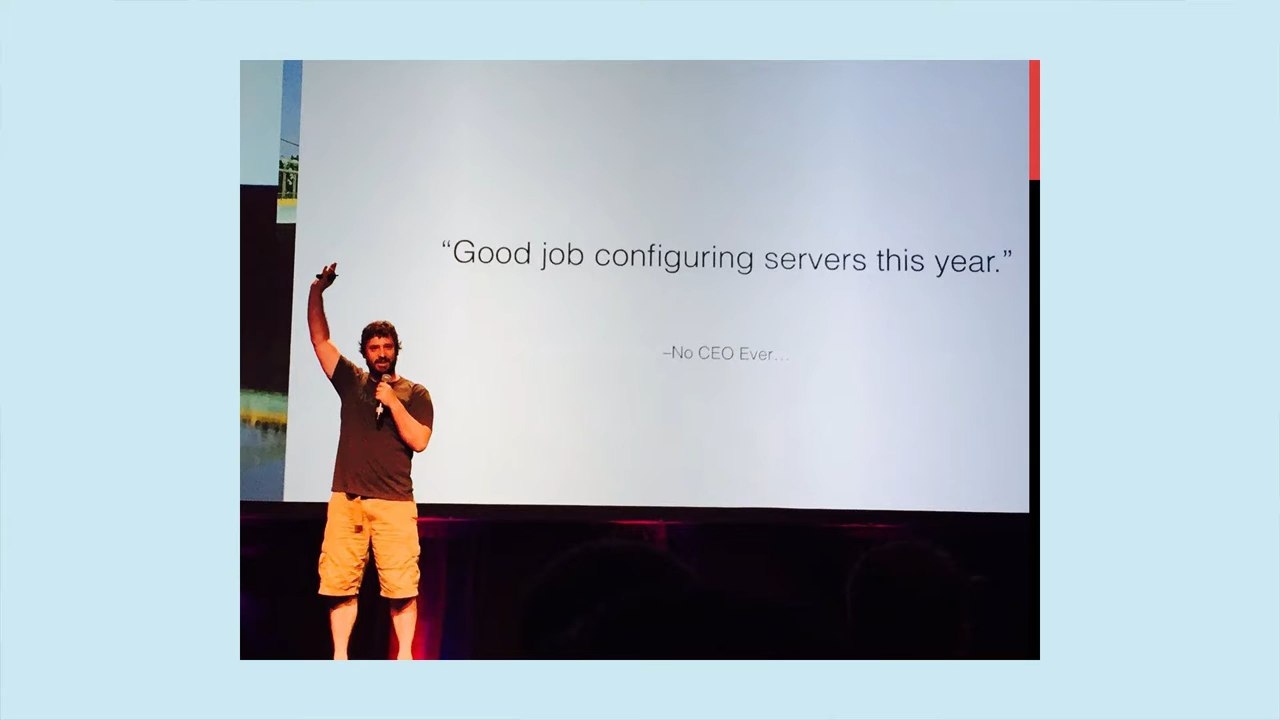 “Good job configuring servers this year.”
–No CEO Ever…